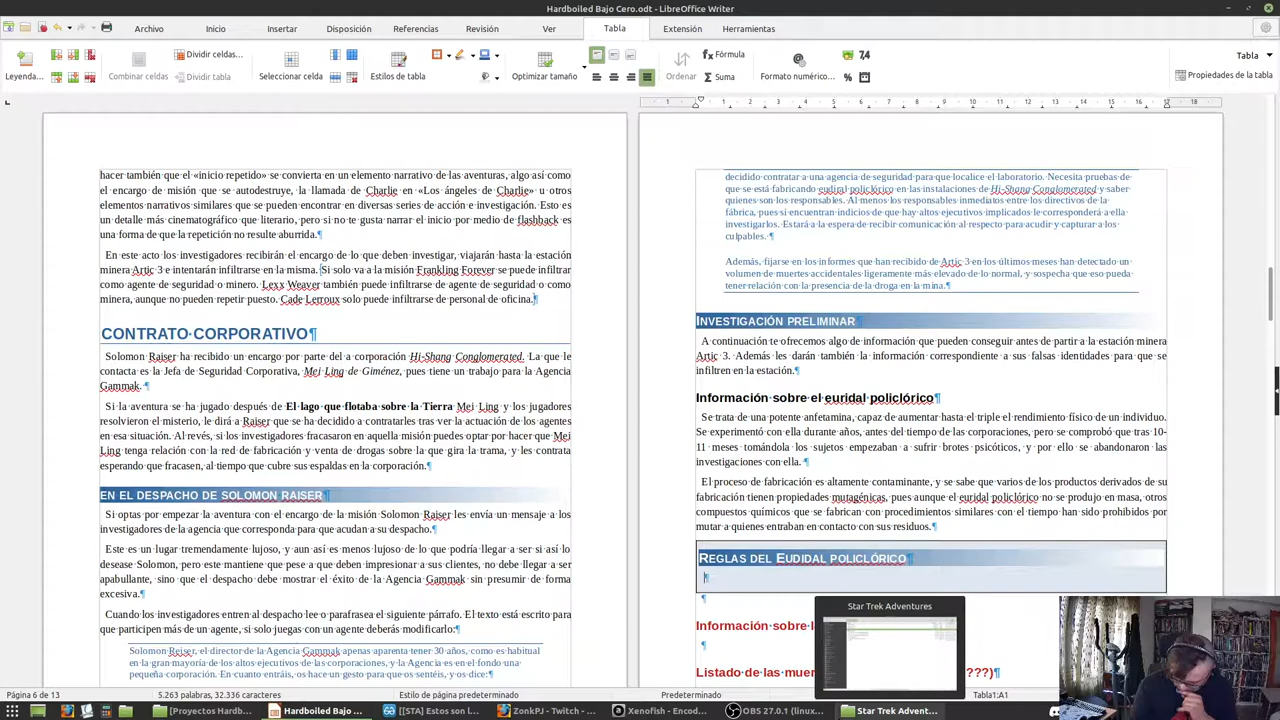 Hardboiled Bajo Cero.odt - LibreOffice Writer
Archivo Inicio Insertar Disposición Referencias Revisión Ver Tabla Extensión Herramientas
Leyenda... Combinar celdas Dividir celdas... Dividir tabla Seleccionar celda Estilos de tabla Optimizar tamaño Ordenar Fórmula Suma Formato numérico... 7,4 % Tabla Propiedades de la tabla
1 1 2 3 4 5 6 7 8 9 10 11 12 13 14 15 16 17 18
hacer también que el «inicio repetido» se convierta en un elemento narrativo de las aventuras, algo así como
el encargo de misión que se autodestruye, la llamada de Charlie en «Los ángeles de Charlie» u otros
elementos narrativos similares que se pueden encontrar en diversas series de acción e investigación. Esto es
un detalle más cinematográfico que literario, pero si no te gusta narrar el inicio por medio de flashback es
una forma de que la repetición no resulte aburrida.¶
En este acto los investigadores recibirán el encargo de lo que deben investigar, viajarán hasta la estación
minera Artic 3 e intentarán infiltrarse en la misma. Si solo va a la misión Frankling Forever se puede infiltrar
como agente de seguridad o minero. Lexx Weaver también puede infiltrarse de agente de seguridad o como
minera, aunque no pueden repetir puesto. Cade Lerroux solo puede infiltrarse de personal de oficina.¶
CONTRATO·CORPORATIVO¶
Solomon Raiser ha recibido un encargo por parte del a corporación Hi-Shang Conglomerated. La que le
contacta es la Jefa de Seguridad Corporativa, Mei Ling de Giménez, pues tiene un trabajo para la Agencia
Gammak.·¶
Si la aventura se ha jugado después de El lago que flotaba sobre la Tierra Mei Ling y los jugadores
resolvieron el misterio, le dirá a Raiser que se ha decidido a contratarles tras ver la actuación de los agentes
en esa situación. Al revés, si los investigadores fracasaron en aquella misión puedes optar por hacer que Mei
Ling tenga relación con la red de fabricación y venta de drogas sobre la que gira la trama, y les contrata
esperando que fracasen, al tiempo que cubre sus espaldas en la corporación.¶
EN EL DESPACHO DE SOLOMON RAISER¶
Si optas por empezar la aventura con el encargo de la misión Solomon Raiser les envía un mensaje a los
investigadores de la agencia que corresponda para que acudan a su despacho.¶
Este es un lugar tremendamente lujoso, y aun así es menos lujoso de lo que podría llegar a ser si así lo
desease Solomon, pero este mantiene que pese a que deben impresionar a sus clientes, no debe llegar a ser
apabullante, sino que el despacho debe mostrar el éxito de la Agencia Gammak sin presumir de forma
excesiva.¶
Cuando los investigadores entren al despacho lee o parafrasea el siguiente párrafo. El texto está escrito para
que participen más de un agente, si solo juegas con un agente deberás modificarlo:¶
Solomon Reiser, el director de la Agencia Gammak apenas aparenta tener 30 años, como es habitual
en la gran mayoría de los altos ejecutivos de las corporaciones, y la Agencia es en el fondo una
pequeña corporación. En cuanto entráis, os hace un gesto para que os sentéis, y os dice:¶
decidido contratar a una agencia de seguridad para que localice el laboratorio. Necesita pruebas de
que se está fabricando eudiral policlórico en las instalaciones de Hi-Shang Conglomerated y saber
quienes son los responsables. Al menos los responsables inmediatos entre los directivos de la
fábrica, pues si encuentran indicios de que hay altos ejecutivos implicados le corresponderá a ella
investigarlos. Estará a la espera de recibir comunicación al respecto para acudir y capturar a los
culpables. ¶
Además, fijarse en los informes que han recibido de Artic 3 en los últimos meses han detectado un
volumen de muertes accidentales ligeramente más elevado de lo normal, y sospecha que eso pueda
tener relación con la presencia de la droga en la mina.¶
INVESTIGACIÓN PRELIMINAR
A continuación te ofrecemos algo de información que pueden conseguir antes de partir a la estación minera
Artic 3. Además les darán también la información correspondiente a sus falsas identidades para que se
infiltren en la estación.¶
Información sobre el euridal policlórico¶
Se trata de una potente anfetamina, capaz de aumentar hasta el triple el rendimiento físico de un individuo.
Se experimentó con ella durante años, antes del tiempo de las corporaciones, pero se comprobó que tras 10-
11 meses tomándola los sujetos empezaban a sufrir brotes psicóticos, y por ello se abandonaron las
investigaciones con ella. ¶
El proceso de fabricación es altamente contaminante, y se sabe que varios de los productos derivados de su
fabricación tienen propiedades mutagénicas, pues aunque el euridal policlórico no se produjo en masa, otros
compuestos químicos que se fabrican con procedimientos similares con el tiempo han sido prohibidos por
mutar a quienes entraban en contacto con sus residuos.¶
REGLAS DEL EUDIDAL POLICLÓRICO¶
¶
¶
Información·sobre·l
¶
Listado·de·las·muer ???)¶
Star Trek Adventures
Página 6 de 13 5.263 palabras, 32.336 caracteres Estilo de página predeterminado Predeterminado Tabla1:A1
[Proyectos Hardb... Hardboiled Bajo ... [[STA] Estos son l... ZonkPJ - Twitch - ... Xenofish - Encod... OBS 27.0.1 (linux... Star Trek Advent...